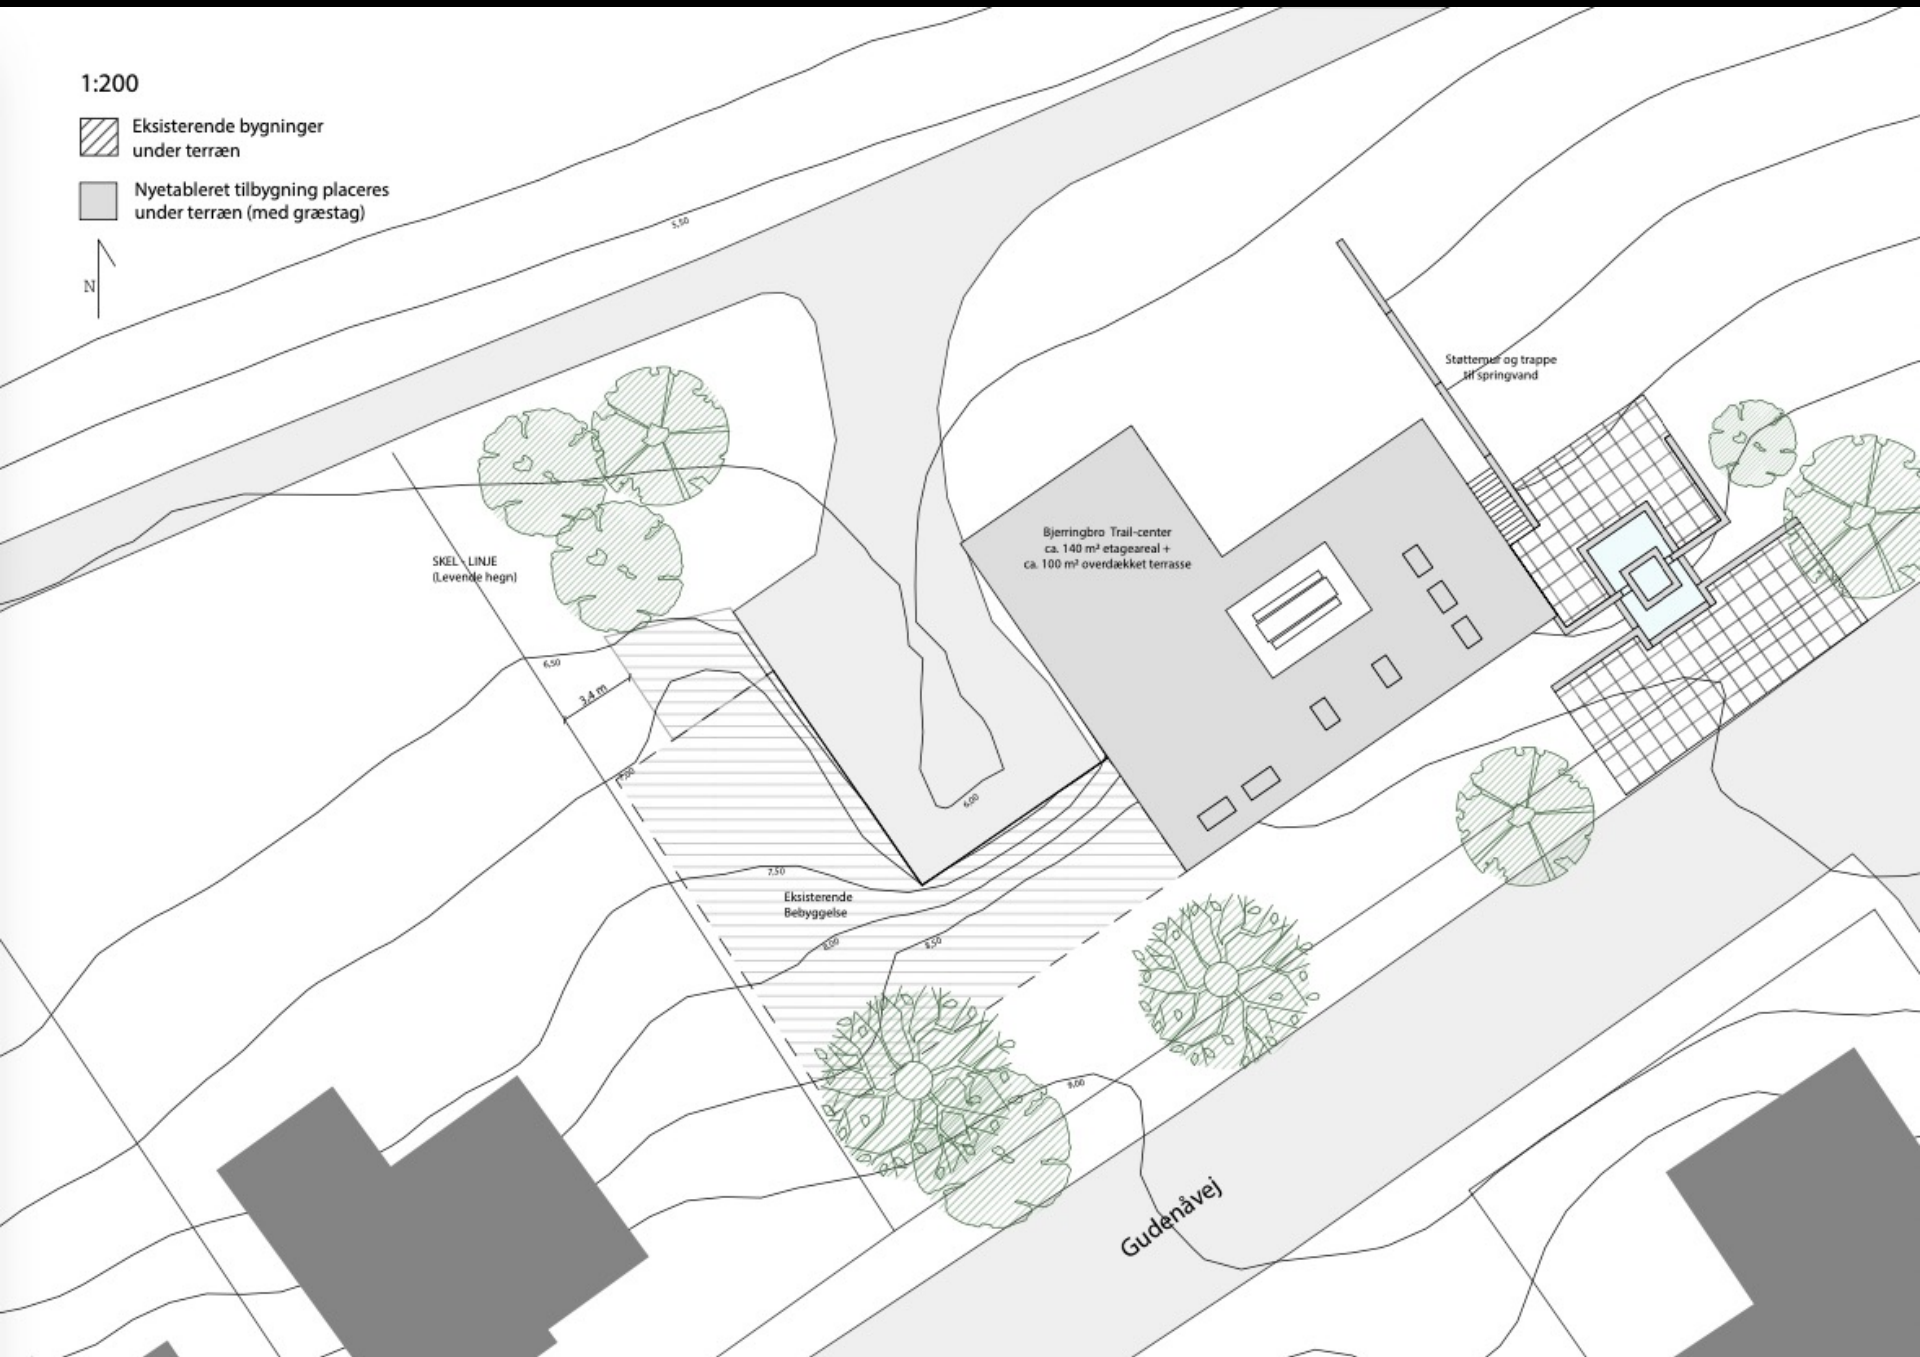 1:200
Eksisterende bygninger
under terræn
Nyetableret tilbygning placeres
under terræn (med græstag)
N
5,50
Støttemur og trappe
til springvand
Bjerringbro Trail-center
ca. 140 m² etageareal +
ca. 100 m² overdækket terrasse
SKEL - LINJE
(Levende hegn)
6,50
3,4 m
7,00
6,00
7,50
Eksisterende
Bebyggelse
8,00
8,50
9,00
Gudenåvej